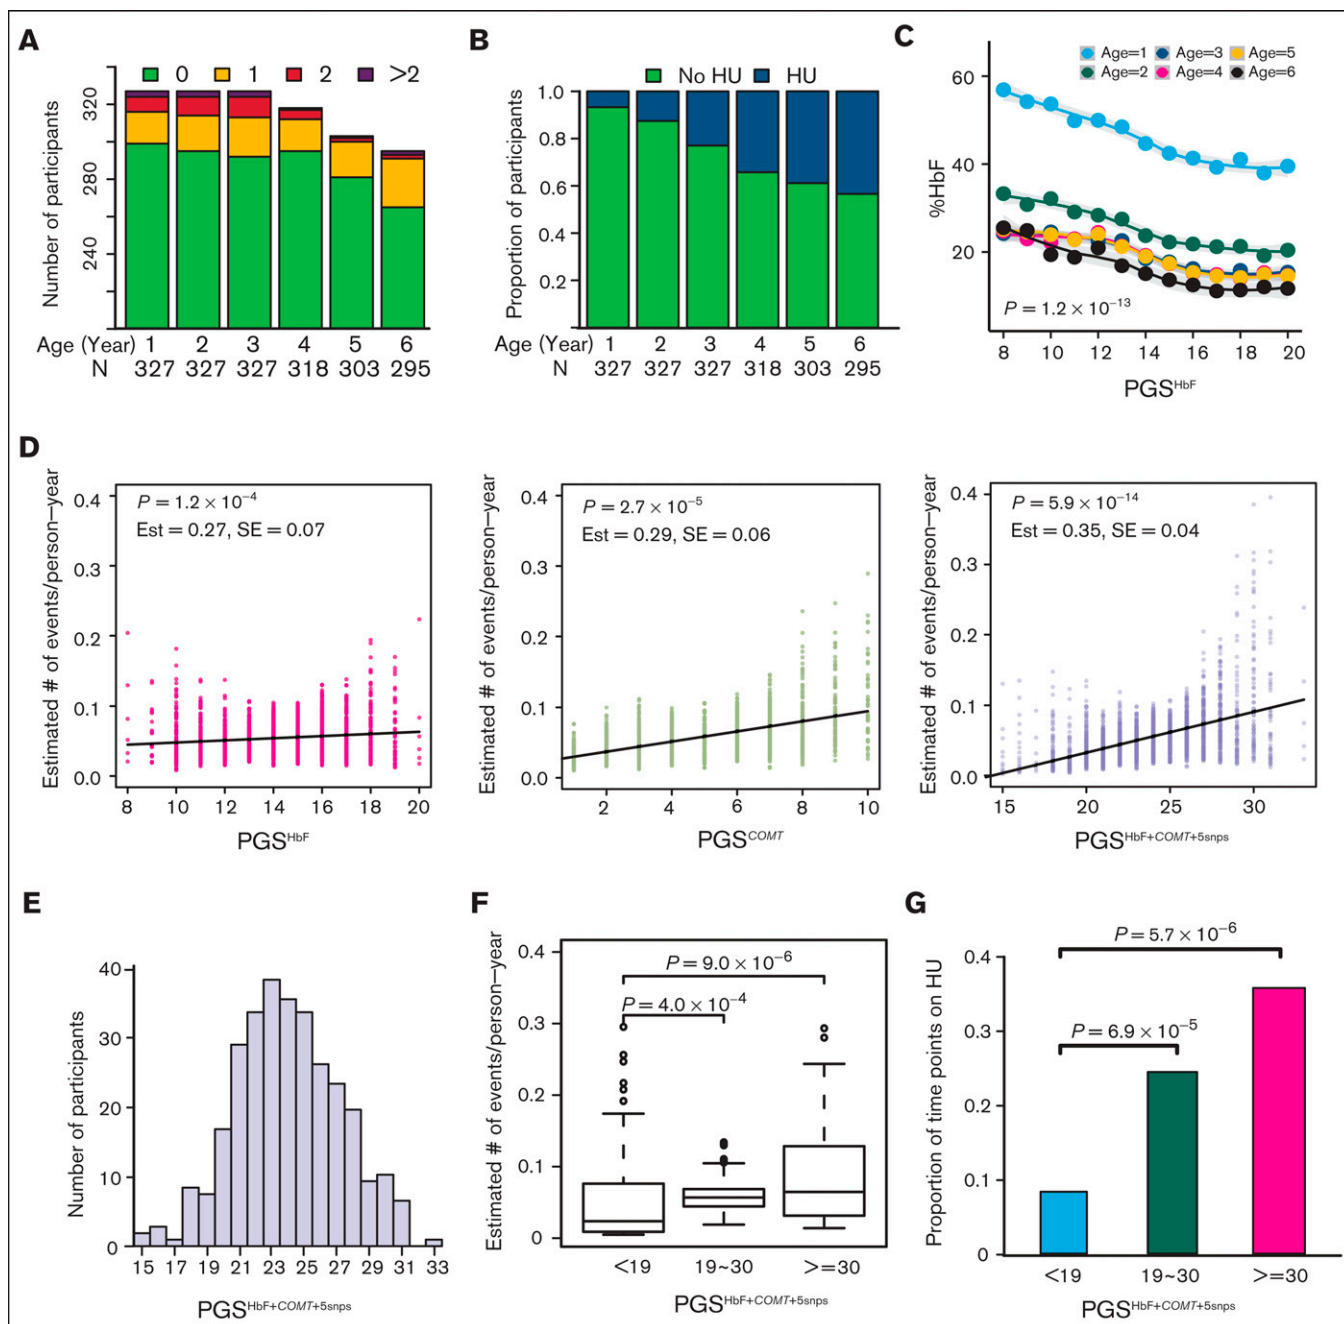 A
0 1 2 >2
Number of participants
320
280
240
Age (Year) 1 2 3 4 5 6
N 327 327 327 318 303 295
B
No HU HU
Proportion of participants
1.0
0.8
0.6
0.4
0.2
Age (Year) 1 2 3 4 5 6
N 327 327 327 318 303 295
C
Age=1 Age=3 Age=5
Age=2 Age=4 Age=6
%HbF
60
40
20
P = 1.2 × 10−13
8 10 12 14 16 18 20
PGSHbF
D
Estimated # of events/person–year
0.4
0.3
0.2
0.1
0.0
P = 1.2 × 10−4
Est = 0.27, SE = 0.07
8 10 12 14 16 18 20
PGSHbF
Estimated # of events/person–year
0.4
0.3
0.2
0.1
0.0
P = 2.7 × 10−5
Est = 0.29, SE = 0.06
2 4 6 8 10
PGSCOMT
Estimated # of events/person–year
0.4
0.3
0.2
0.1
0.0
P = 5.9 × 10−14
Est = 0.35, SE = 0.04
15 20 25 30
PGSHbF+COMT+5snps
E
Number of participants
40
30
20
10
0
15 17 19 21 23 25 27 29 31 33
PGSHbF+COMT+5snps
F
Estimated # of events/person–year
0.4
0.3
0.2
0.1
0
P = 9.0 × 10−6
P = 4.0 × 10−4
<19 19~30 >=30
PGSHbF+COMT+5snps
G
Proportion of time points on HU
0.4
0.3
0.2
0.1
0
P = 5.7 × 10−6
P = 6.9 × 10−5
<19 19~30 >=30
PGSHbF+COMT+5snps